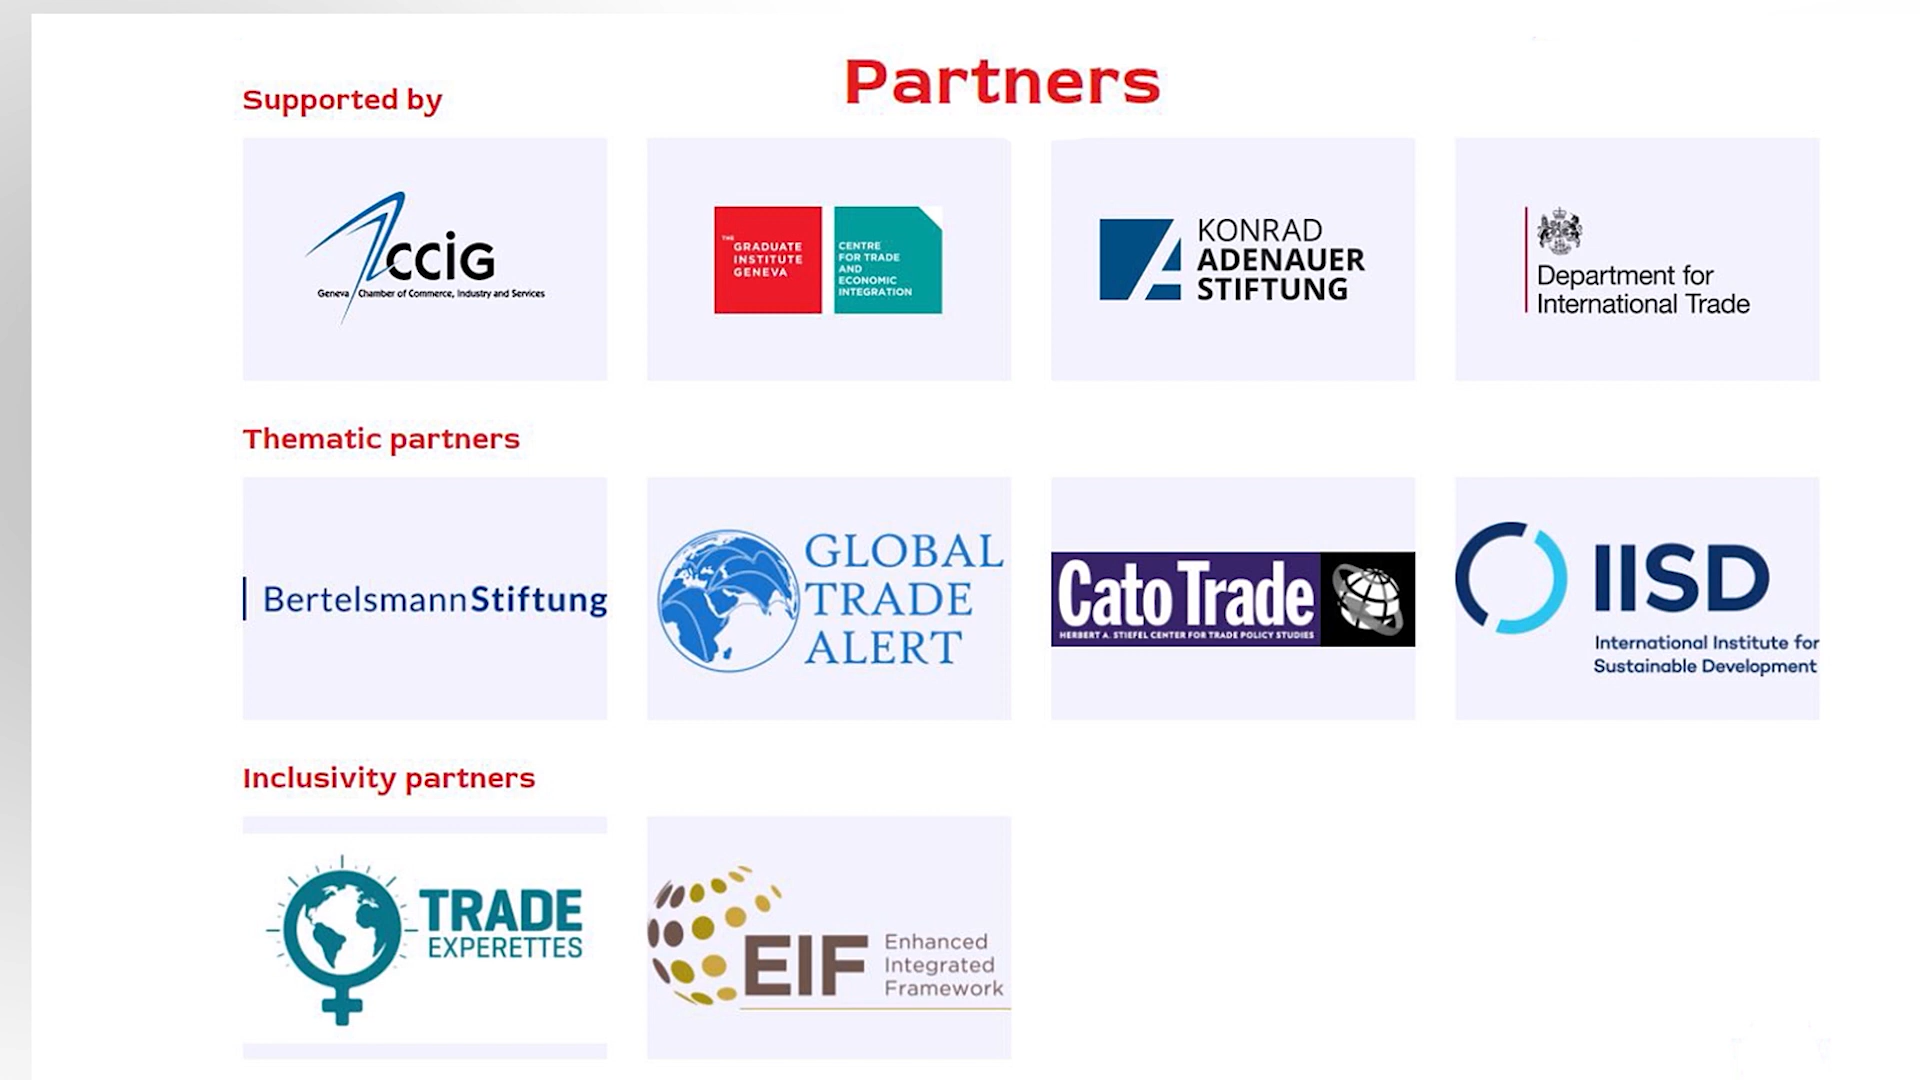 Partners
Supported by
CCIG
Geneva Chamber of Commerce, Industry and Services
THE
GRADUATE
INSTITUTE
GENEVA
CENTRE
FOR TRADE
AND
ECONOMIC
INTEGRATION
KONRAD
ADENAUER
STIFTUNG
Department for
International Trade
Thematic partners
BertelsmannStiftung
GLOBAL
TRADE
ALERT
Cato Trade
HERBERT A. STIEFEL CENTER FOR TRADE POLICY STUDIES
IISD
International Institute for
Sustainable Development
Inclusivity partners
TRADE
EXPERETTES
EIF
Enhanced
Integrated
Framework